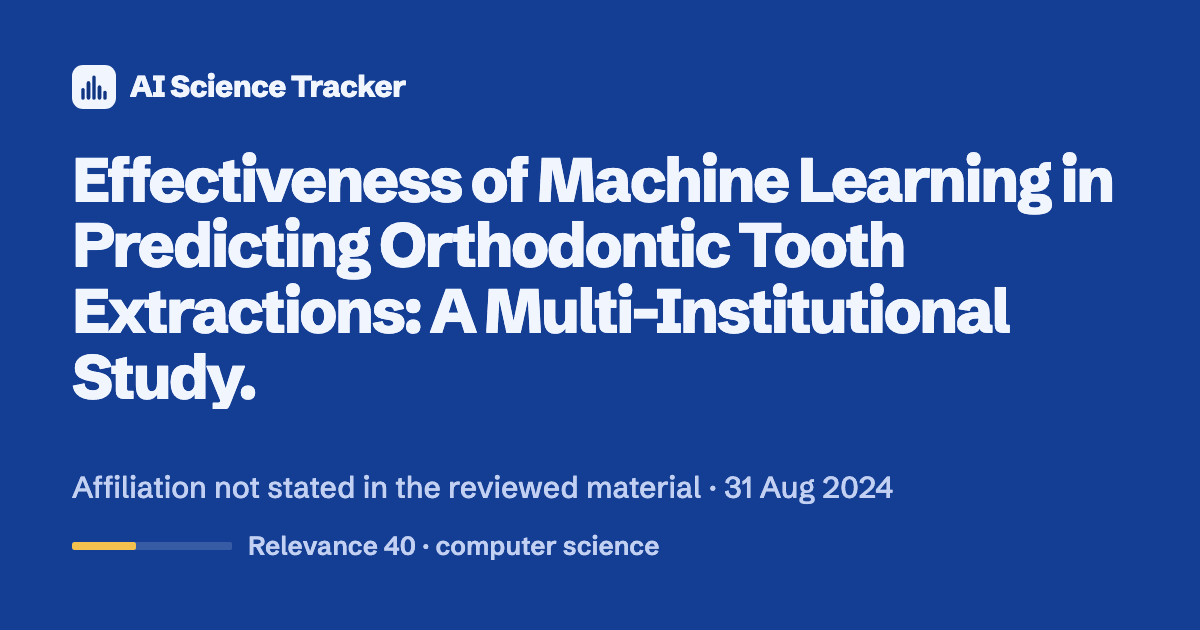 AI Science Tracker
Effectiveness of Machine Learning in
Predicting Orthodontic Tooth
Extractions: A Multi-Institutional
Study.
Affiliation not stated in the reviewed material · 31 Aug 2024
Relevance 40 · computer science